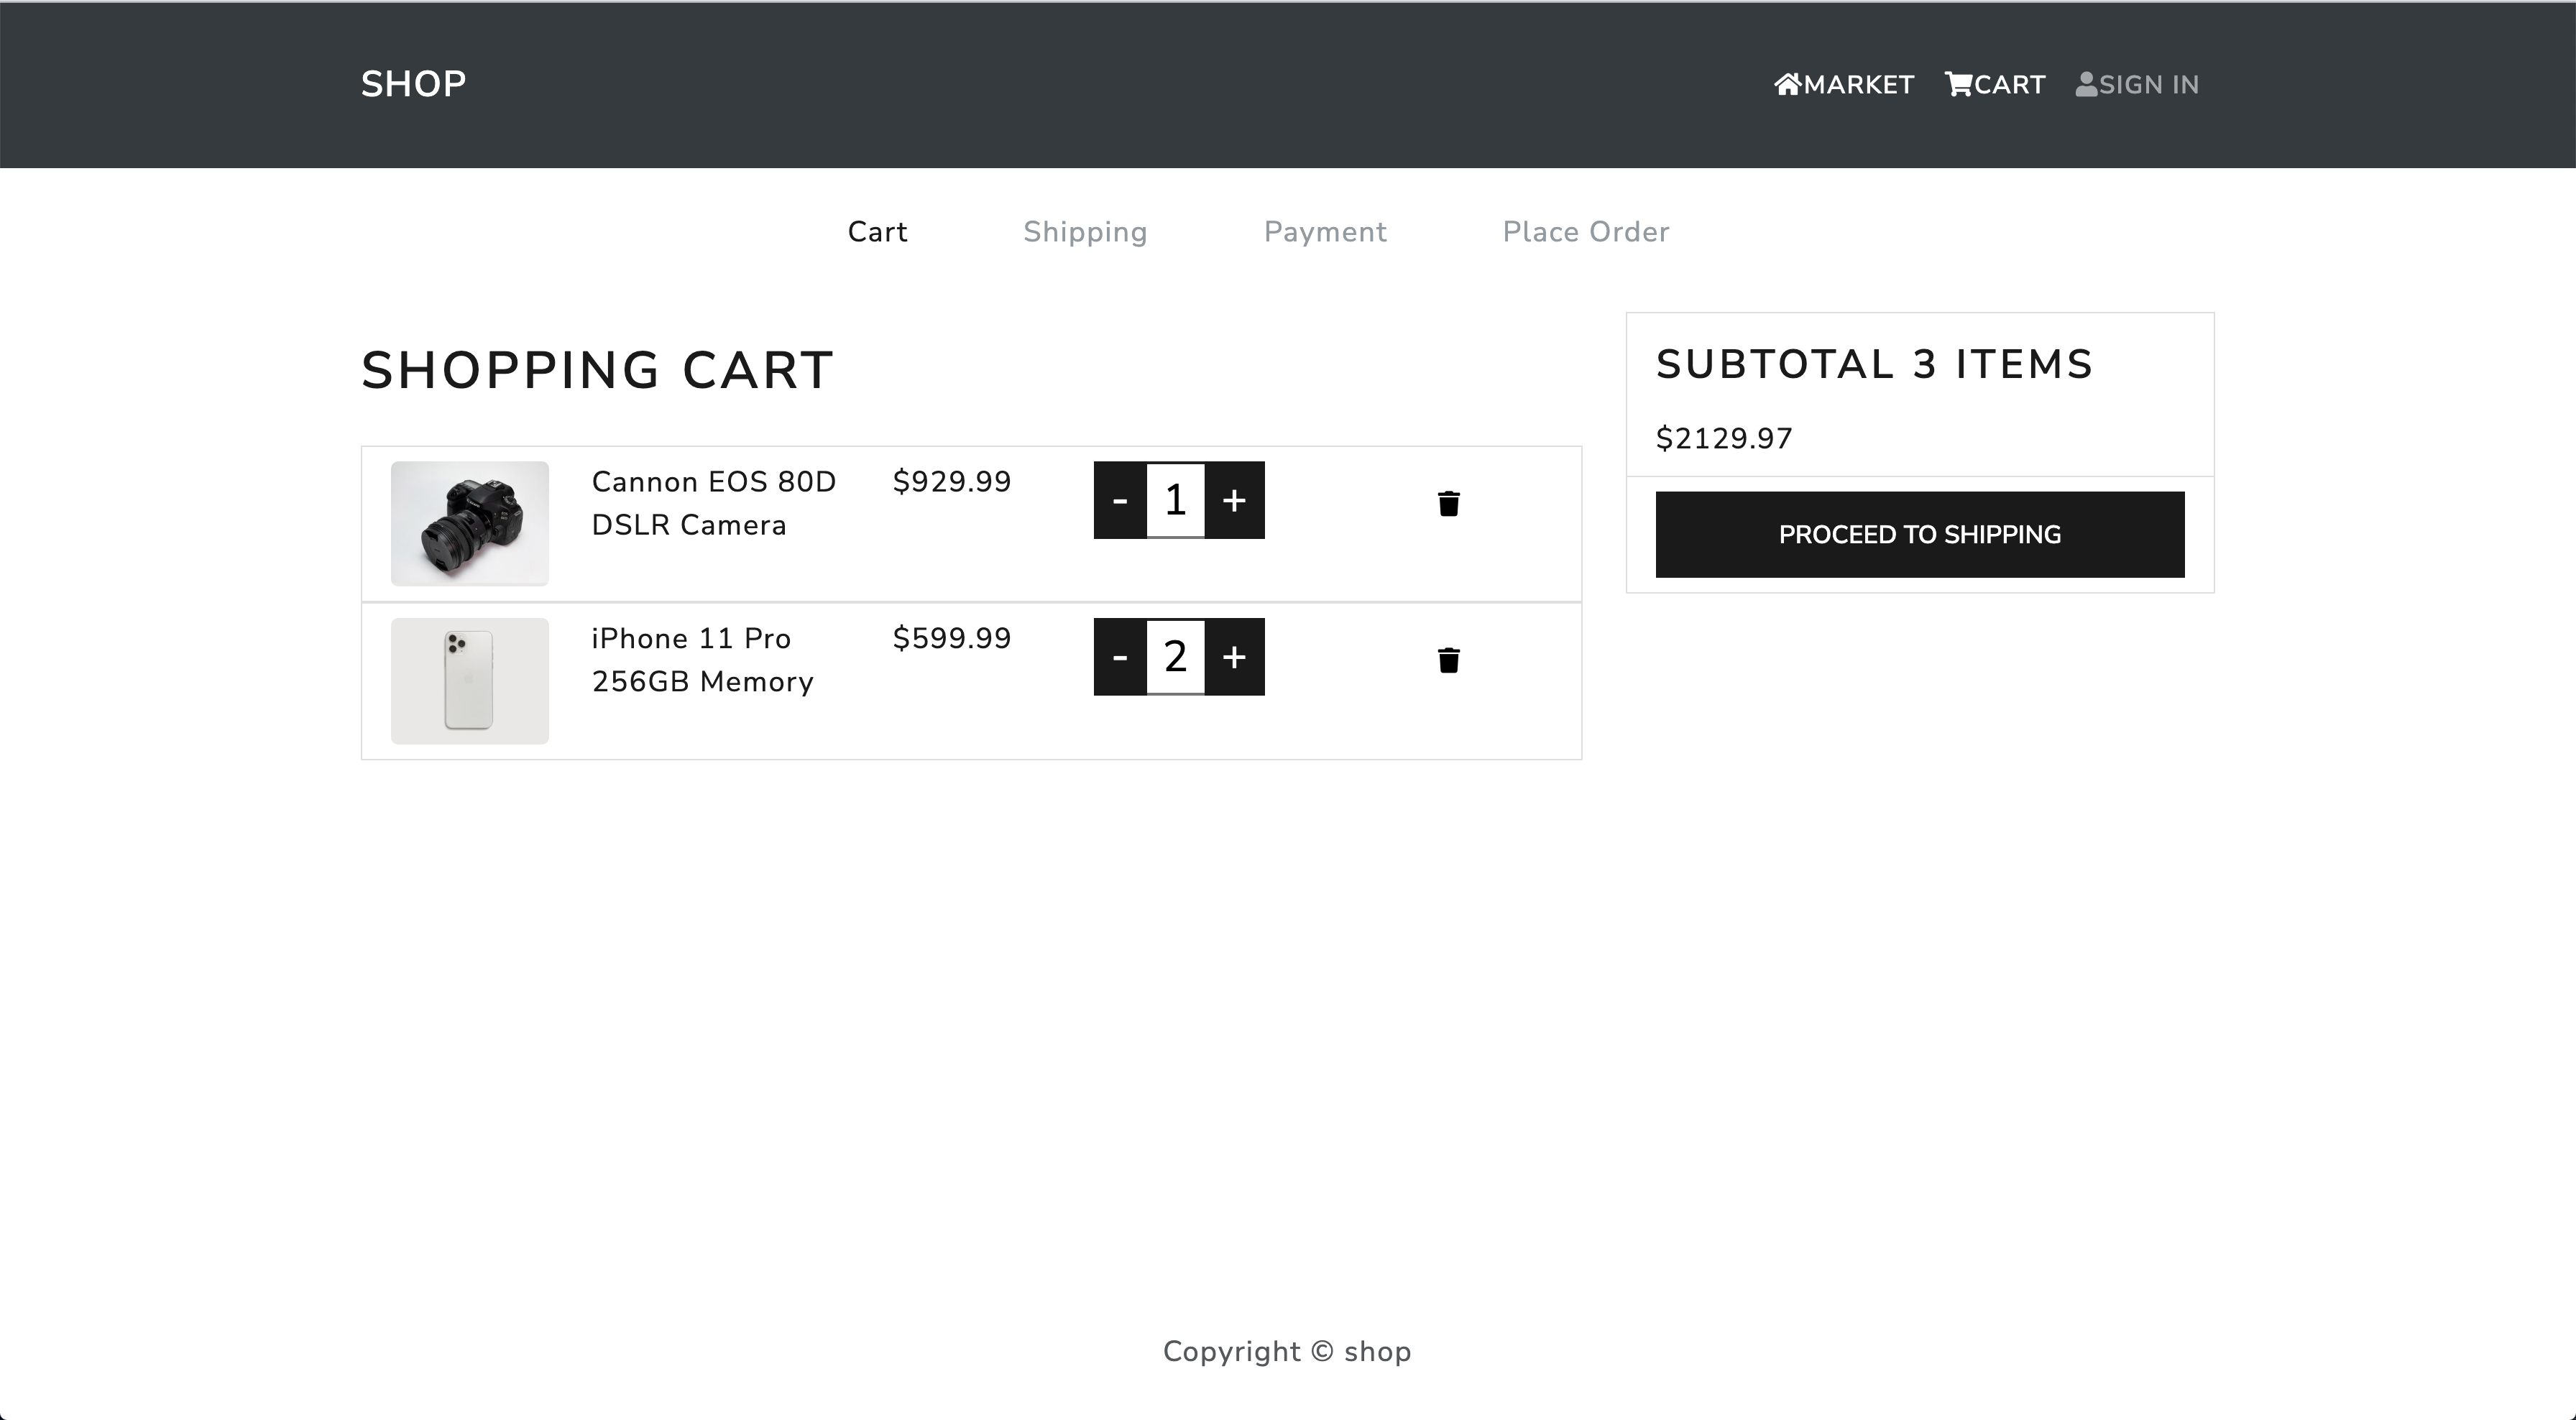 SHOP
MARKET CART SIGN IN
Cart Shipping Payment Place Order
SHOPPING CART
Cannon EOS 80D
DSLR Camera
$929.99
- 1 +
iPhone 11 Pro
256GB Memory
$599.99
- 2 +
SUBTOTAL 3 ITEMS
$2129.97
PROCEED TO SHIPPING
Copyright © shop